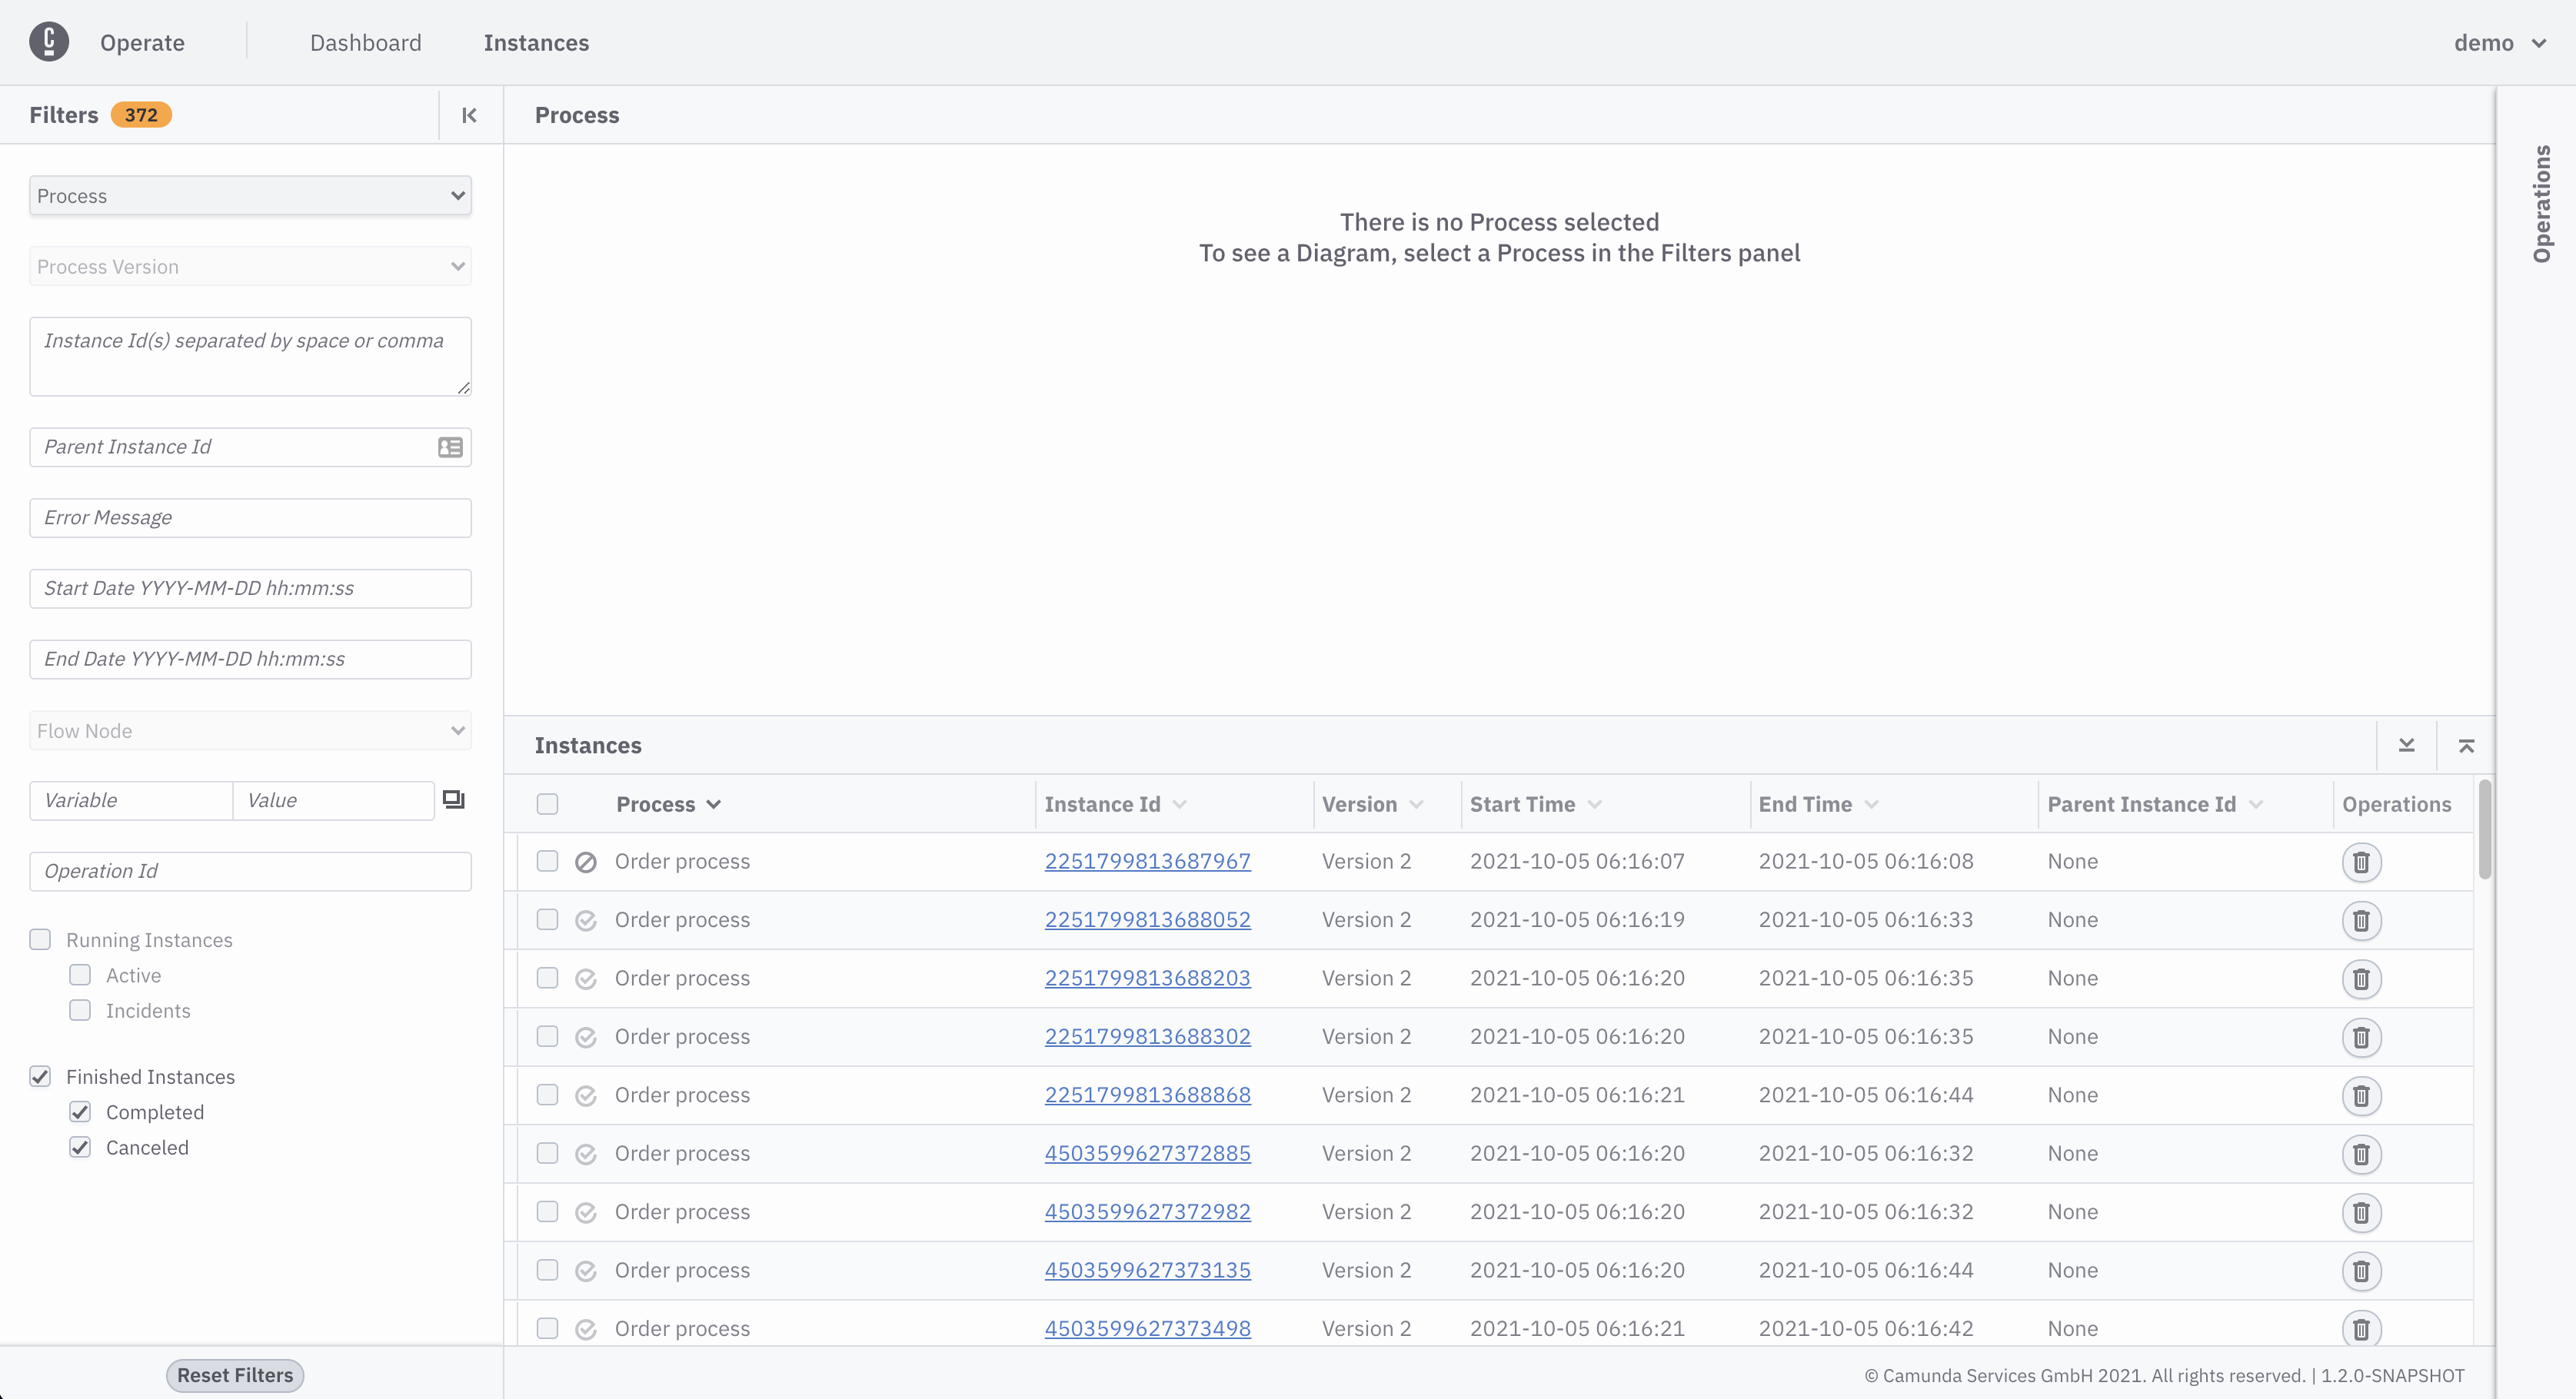 Operate
Dashboard
Instances
demo
Filters 372
Process
Process Version
Instance Id(s) separated by space or comma
Parent Instance Id
Error Message
Start Date YYYY-MM-DD hh:mm:ss
End Date YYYY-MM-DD hh:mm:ss
Flow Node
Variable Value
Operation Id
Running Instances
Active
Incidents
Finished Instances
Completed
Canceled
Reset Filters
Process
There is no Process selected
To see a Diagram, select a Process in the Filters panel
Operations
Instances
Process Instance Id Version Start Time End Time Parent Instance Id Operations
Order process 2251799813687967 Version 2 2021-10-05 06:16:07 2021-10-05 06:16:08 None
Order process 2251799813688052 Version 2 2021-10-05 06:16:19 2021-10-05 06:16:33 None
Order process 2251799813688203 Version 2 2021-10-05 06:16:20 2021-10-05 06:16:35 None
Order process 2251799813688302 Version 2 2021-10-05 06:16:20 2021-10-05 06:16:35 None
Order process 2251799813688868 Version 2 2021-10-05 06:16:21 2021-10-05 06:16:44 None
Order process 4503599627372885 Version 2 2021-10-05 06:16:20 2021-10-05 06:16:32 None
Order process 4503599627372982 Version 2 2021-10-05 06:16:20 2021-10-05 06:16:32 None
Order process 4503599627373135 Version 2 2021-10-05 06:16:20 2021-10-05 06:16:44 None
Order process 4503599627373498 Version 2 2021-10-05 06:16:21 2021-10-05 06:16:42 None
© Camunda Services GmbH 2021. All rights reserved. | 1.2.0-SNAPSHOT